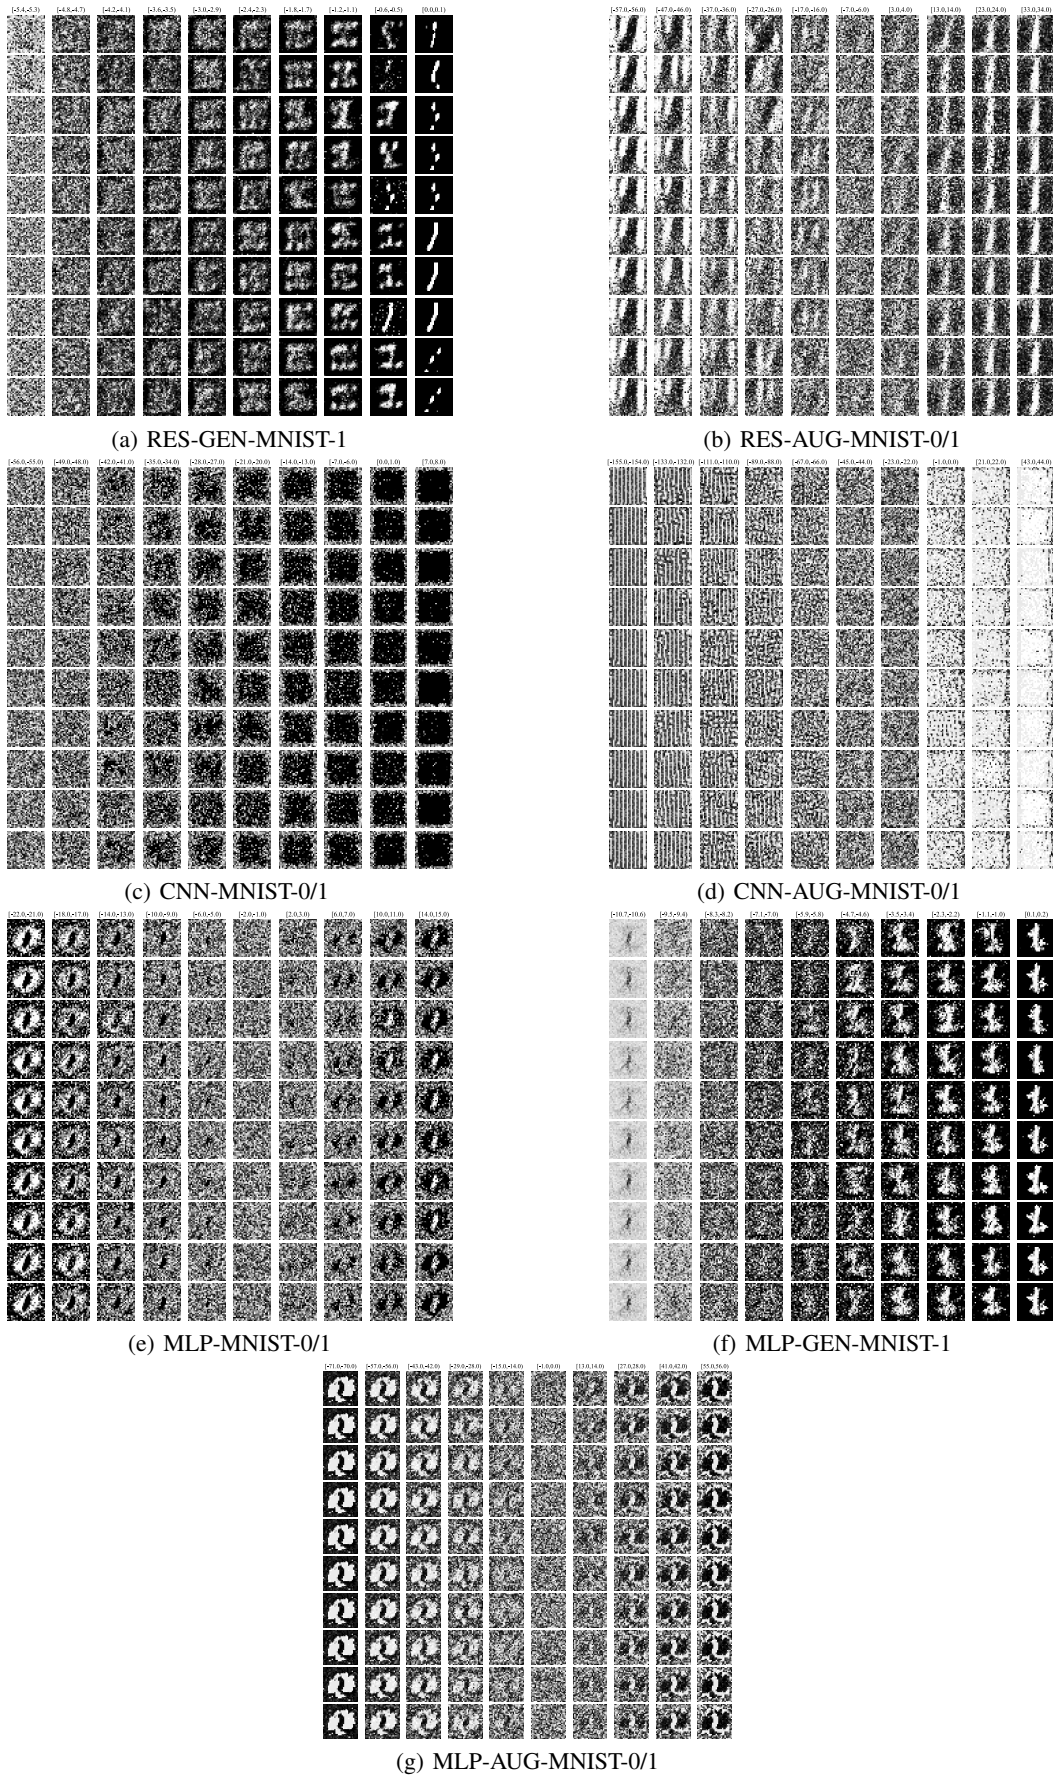 [-5.4,-5.3) [-4.8,-4.7) [-4.2,-4.1) [-3.6,-3.5) [-3.0,-2.9) [-2.4,-2.3) [-1.8,-1.7) [-1.2,-1.1) [-0.6,-0.5) [0.0,0.1)
[-57.0,-56.0) [-47.0,-46.0) [-37.0,-36.0) [-27.0,-26.0) [-17.0,-16.0) [-7.0,-6.0) [3.0,4.0) [13.0,14.0) [23.0,24.0) [33.0,34.0)
(a) RES-GEN-MNIST-1
(b) RES-AUG-MNIST-0/1
[-56.0,-55.0) [-49.0,-48.0) [-42.0,-41.0) [-35.0,-34.0) [-28.0,-27.0) [-21.0,-20.0) [-14.0,-13.0) [-7.0,-6.0) [0.0,1.0) [7.0,8.0)
[-155.0,-154.0) [-133.0,-132.0) [-111.0,-110.0) [-89.0,-88.0) [-67.0,-66.0) [-45.0,-44.0) [-23.0,-22.0) [-1.0,0.0) [21.0,22.0) [43.0,44.0)
(c) CNN-MNIST-0/1
(d) CNN-AUG-MNIST-0/1
[-22.0,-21.0) [-18.0,-17.0) [-14.0,-13.0) [-10.0,-9.0) [-6.0,-5.0) [-2.0,-1.0) [2.0,3.0) [6.0,7.0) [10.0,11.0) [14.0,15.0)
[-10.7,-10.6) [-9.5,-9.4) [-8.3,-8.2) [-7.1,-7.0) [-5.9,-5.8) [-4.7,-4.6) [-3.5,-3.4) [-2.3,-2.2) [-1.1,-1.0) [0.1,0.2)
(e) MLP-MNIST-0/1
(f) MLP-GEN-MNIST-1
[-71.0,-70.0) [-57.0,-56.0) [-43.0,-42.0) [-29.0,-28.0) [-15.0,-14.0) [-1.0,0.0) [13.0,14.0) [27.0,28.0) [41.0,42.0) [55.0,56.0)
(g) MLP-AUG-MNIST-0/1